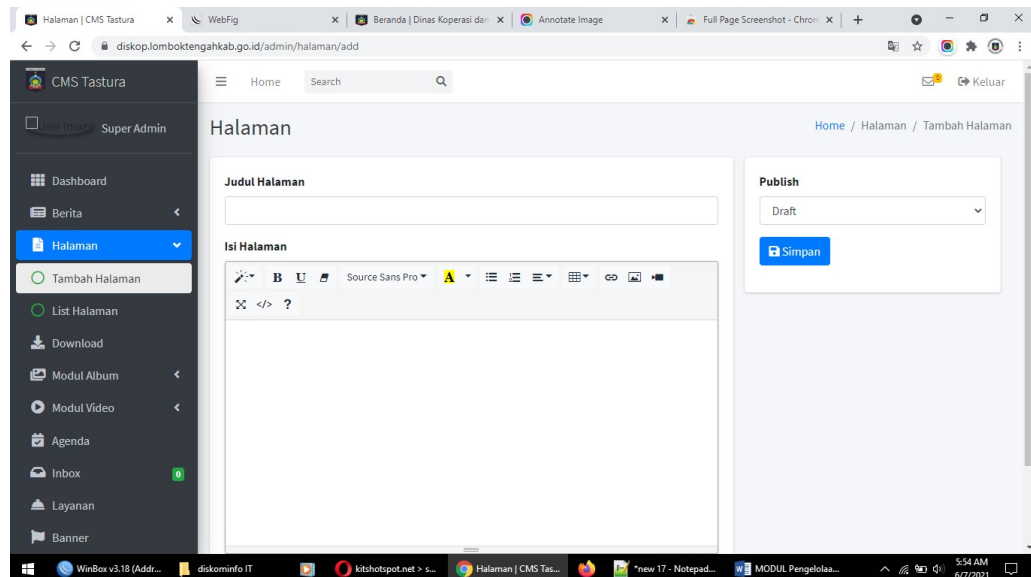 Halaman | CMS Tastura
WebFig
Beranda | Dinas Koperasi dan
Annotate Image
Full Page Screenshot - Chrom
diskop.lomboktengahkab.go.id/admin/halaman/add
CMS Tastura
Home
Search
Keluar
User Image
Super Admin
Halaman
Home / Halaman / Tambah Halaman
Dashboard
Berita
Halaman
Tambah Halaman
List Halaman
Download
Modul Album
Modul Video
Agenda
Inbox
0
Layanan
Banner
Judul Halaman
Isi Halaman
B U Source Sans Pro A
</> ?
Publish
Draft
Simpan
WinBox v3.18 (Addr...
diskominfo IT
kitshotspot.net > s...
Halaman | CMS Tas...
*new 17 - Notepad...
MODUL Pengelolaa...
5:54 AM
6/7/2021